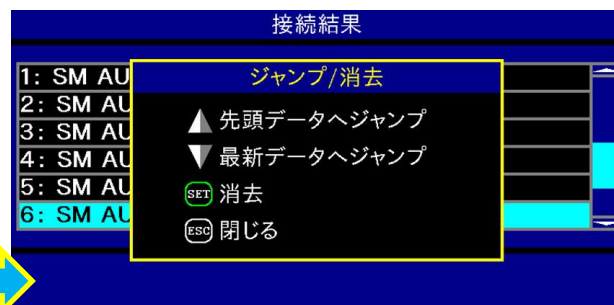 接続結果
ジャンプ/消去
1: SM AU
2: SM AU
3: SM AU
4: SM AU
5: SM AU
6: SM AU
先頭データへジャンプ
最新データへジャンプ
SET 消去
ESC 閉じる